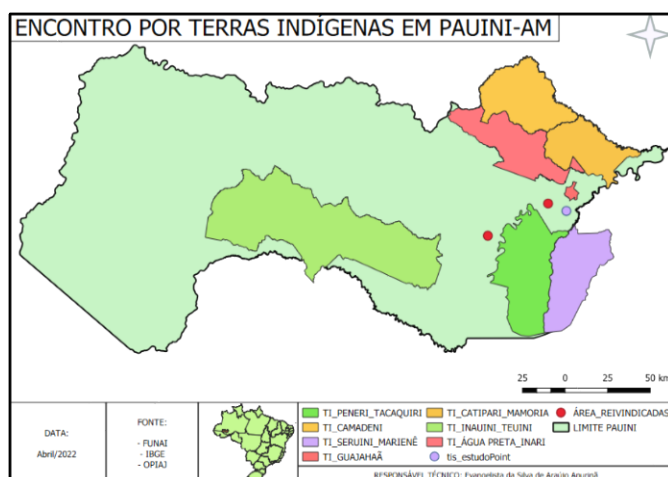 ENCONTRO POR TERRAS INDÍGENAS EM PAUINI-AM
25 0 25 50 km
DATA:
Abril/2022
FONTE:
- FUNAI
- IBGE
- OPIAJ
TI_PENERI_TACAQUIRI
TI_CAMADENI
TI_SERUINI_MARIENÊ
TI_GUAJAHAÃ
TI_CATIPARI_MAMORIA
TI_INAUINI_TEUINI
TI_ÁGUA PRETA_INARI
tis_estudoPoint
ÁREA_REIVINDICADAS
LIMITE PAUINI
RESPONSÁVEL TÉCNICO: Evangelista da Silva de Araújo Apurinã